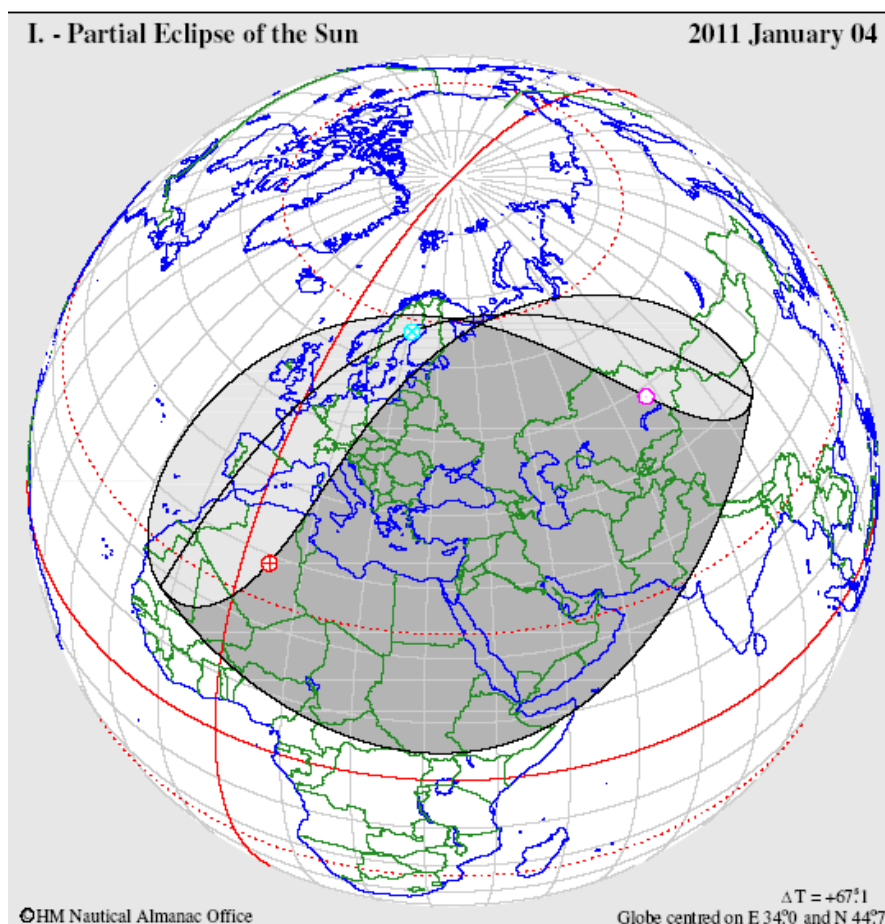 I. - Partial Eclipse of the Sun 2011 January 04
ΔT = +67ˢ1
©HM Nautical Almanac Office Globe centred on E 34°0 and N 44°7